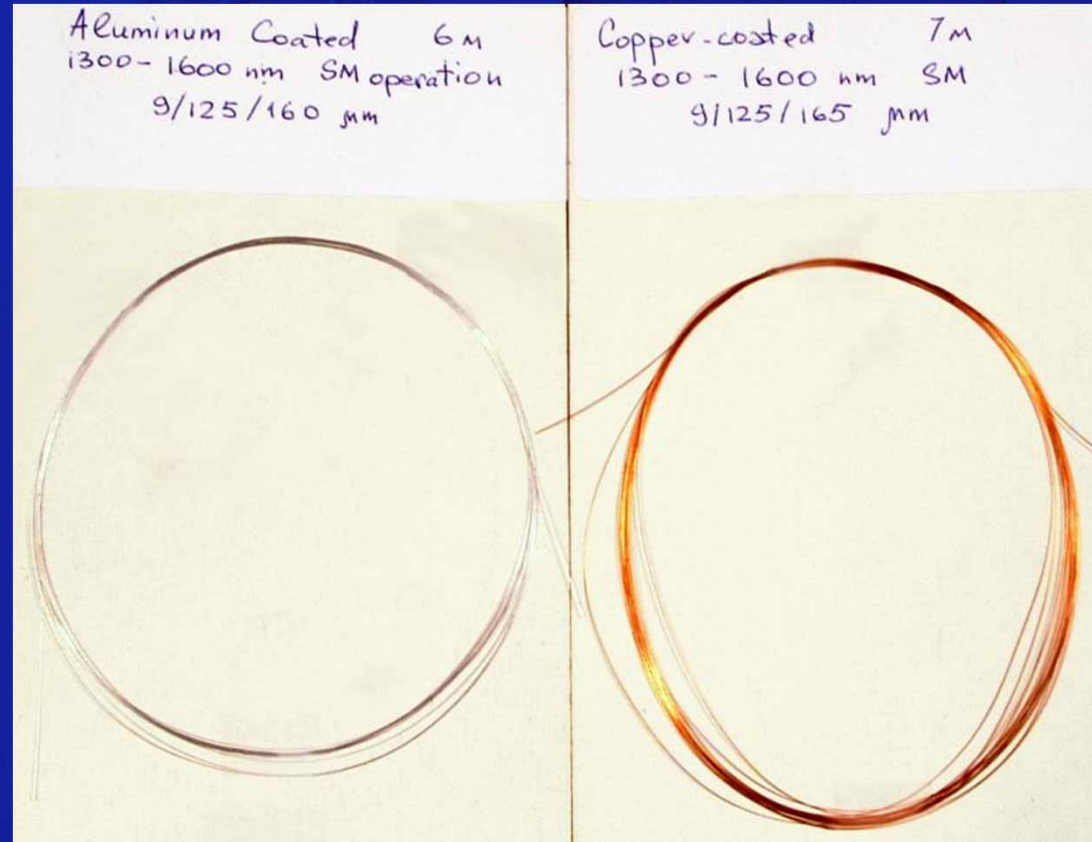 Aluminum Coated 6M
1300-1600 nm SM operation
9/125/160 μm
Copper-coated 7M
1300-1600 nm SM
9/125/165 μm